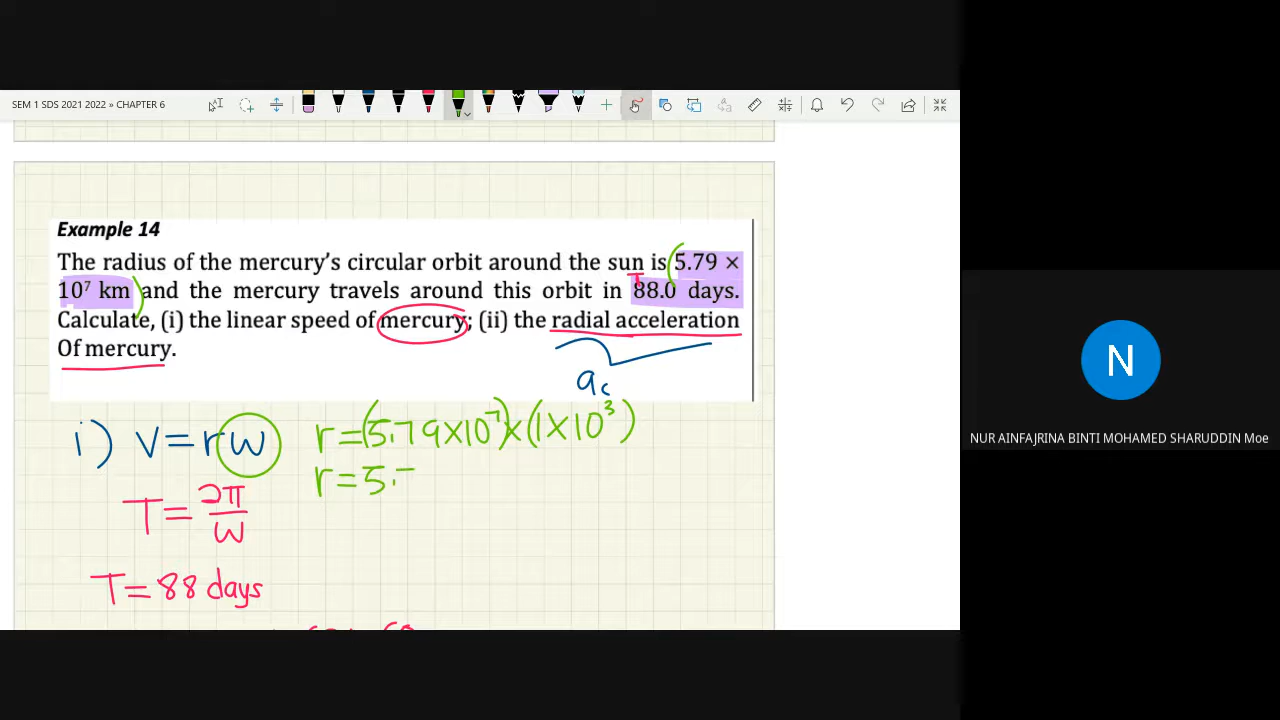 SEM 1 SDS 2021 2022 » CHAPTER 6
Example 14
The radius of the mercury's circular orbit around the sun is (5.79 ×
T
10⁷ km) and the mercury travels around this orbit in 88.0 days.
Calculate, (i) the linear speed of mercury; (ii) the radial acceleration
Of mercury.
ac
i) v = rω r = (5.79×10⁷)×(1×10³)
r = 5.
T = 2π/ω
T = 88 days
N
NUR AINFAJRINA BINTI MOHAMED SHARUDDIN Moe